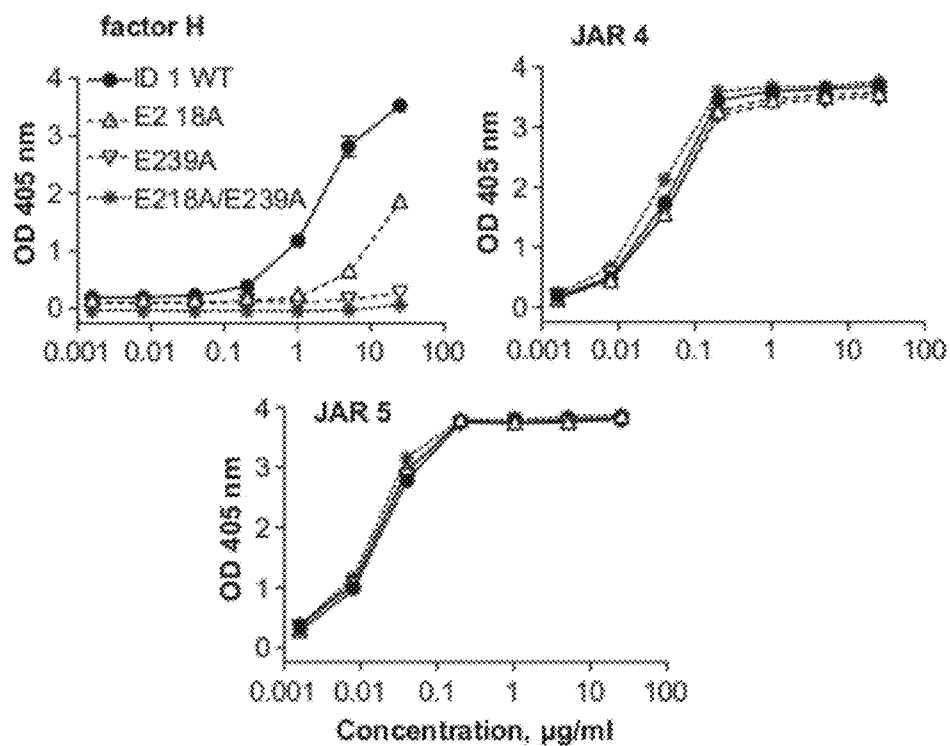 factor H
OD 405 nm
4
3
2
1
0
ID 1 WT
E2 18A
E239A
E218A/E239A
0.001 0.01 0.1 1 10 100
JAR 4
OD 405 nm
4
3
2
1
0
0.001 0.01 0.1 1 10 100
JAR 5
OD 405 nm
4
3
2
1
0
0.001 0.01 0.1 1 10 100
Concentration, µg/ml